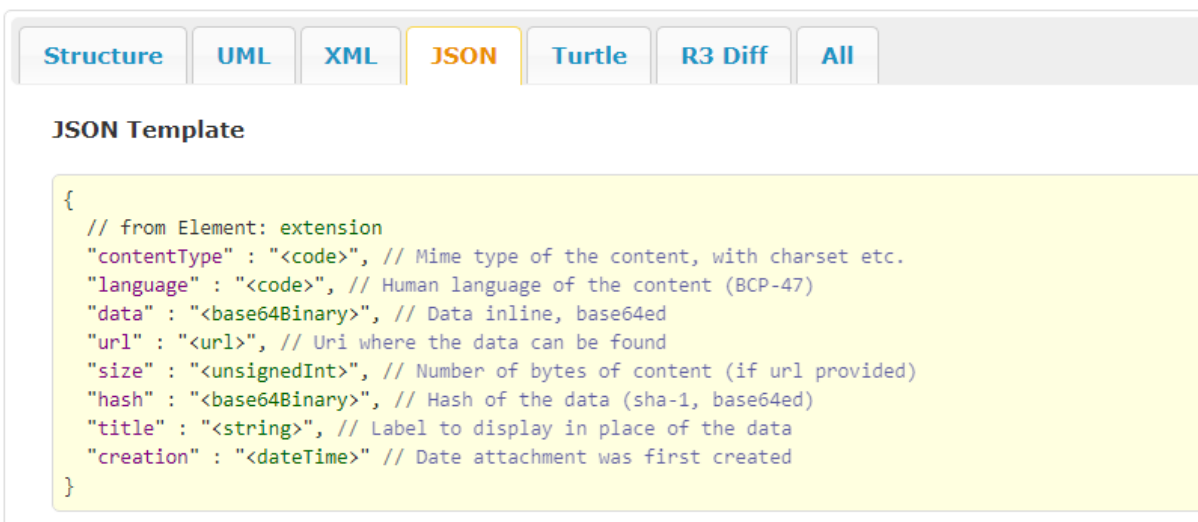 Structure UML XML JSON Turtle R3 Diff All
JSON Template
{
// from Element: extension
"contentType" : "<code>", // Mime type of the content, with charset etc.
"language" : "<code>", // Human language of the content (BCP-47)
"data" : "<base64Binary>", // Data inline, base64ed
"url" : "<url>", // Uri where the data can be found
"size" : "<unsignedInt>", // Number of bytes of content (if url provided)
"hash" : "<base64Binary>", // Hash of the data (sha-1, base64ed)
"title" : "<string>", // Label to display in place of the data
"creation" : "<dateTime>" // Date attachment was first created
}